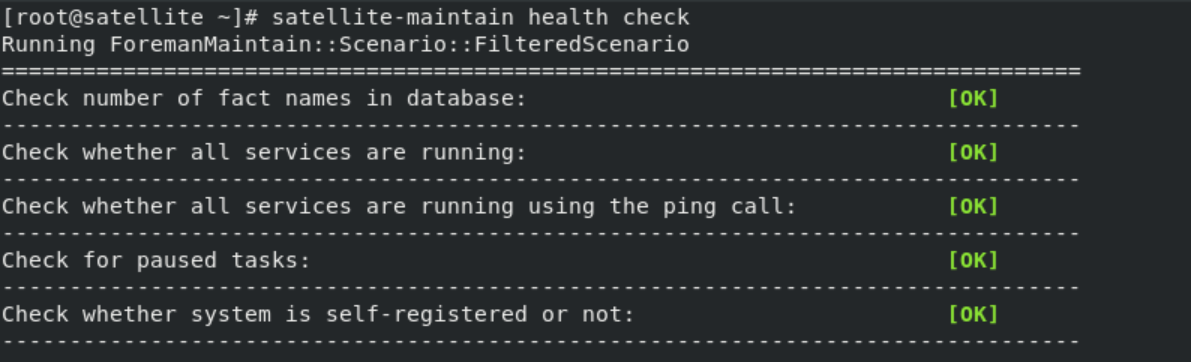 [root@satellite ~]# satellite-maintain health check
Running ForemanMaintain::Scenario::FilteredScenario
================================================================================
Check number of fact names in database:                               [OK]
--------------------------------------------------------------------------------
Check whether all services are running:                               [OK]
--------------------------------------------------------------------------------
Check whether all services are running using the ping call:           [OK]
--------------------------------------------------------------------------------
Check for paused tasks:                                               [OK]
--------------------------------------------------------------------------------
Check whether system is self-registered or not:                       [OK]
--------------------------------------------------------------------------------